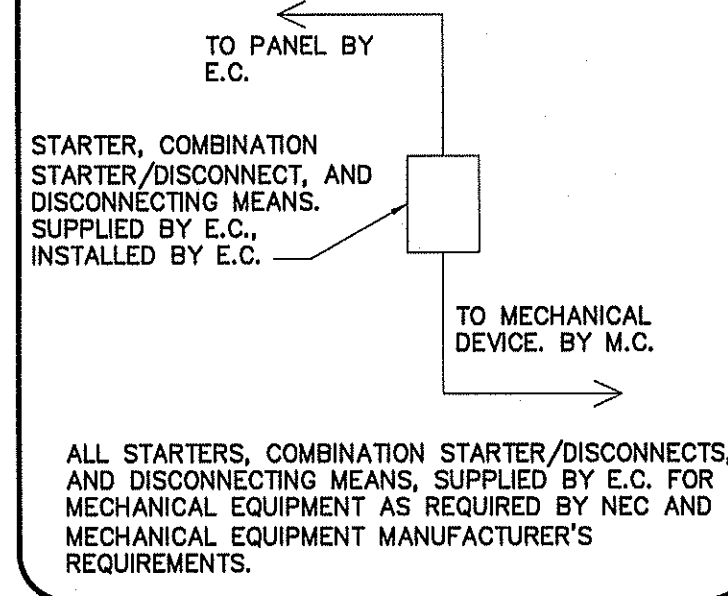 TO PANEL BY
E.C.
STARTER, COMBINATION
STARTER/DISCONNECT, AND
DISCONNECTING MEANS.
SUPPLIED BY E.C.,
INSTALLED BY E.C.
TO MECHANICAL
DEVICE. BY M.C.
ALL STARTERS, COMBINATION STARTER/DISCONNECTS,
AND DISCONNECTING MEANS, SUPPLIED BY E.C. FOR
MECHANICAL EQUIPMENT AS REQUIRED BY NEC AND
MECHANICAL EQUIPMENT MANUFACTURER'S
REQUIREMENTS.